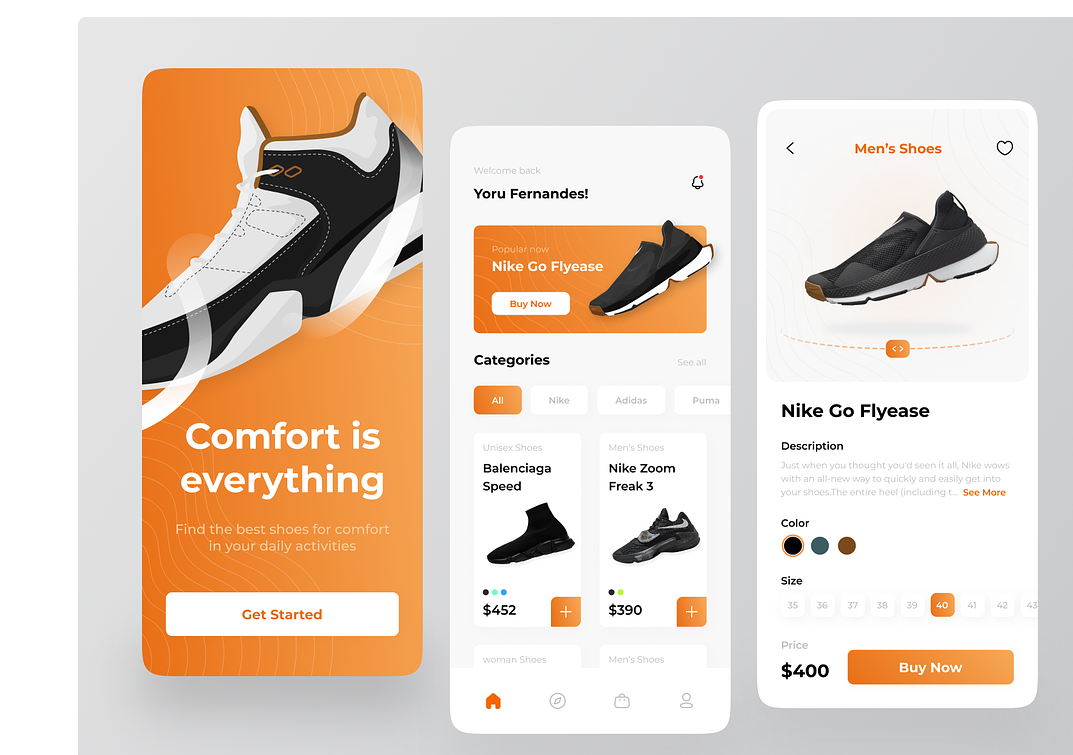 Comfort is
everything
Find the best shoes for comfort
in your daily activities
Get Started
Welcome back
Yoru Fernandes!
Popular now
Nike Go Flyease
Buy Now
Categories
See all
All
Nike
Adidas
Puma
Unisex Shoes
Balenciaga
Speed
$452
Men's Shoes
Nike Zoom
Freak 3
$390
woman Shoes
Men's Shoes
Men's Shoes
Nike Go Flyease
Description
Just when you thought you'd seen it all, Nike wows
with an all-new way to quickly and easily get into
your shoes.The entire heel (including t... See More
Color
Size
35 36 37 38 39 40 41 42 43
Price
$400
Buy Now